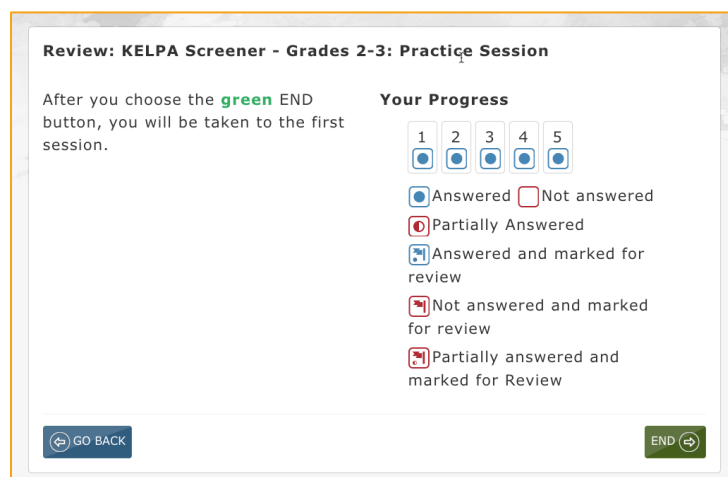 Review: KELPA Screener - Grades 2-3: Practice Session
After you choose the green END
button, you will be taken to the first
session.
Your Progress
1 2 3 4 5
Answered Not answered
Partially Answered
Answered and marked for
review
Not answered and marked
for review
Partially answered and
marked for Review
GO BACK
END